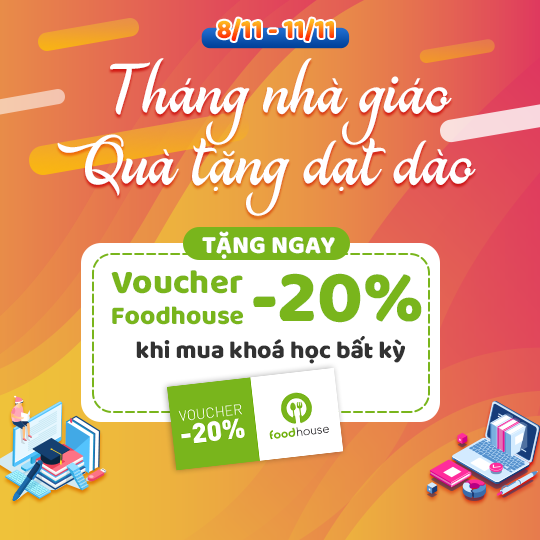 8/11 - 11/11
Tháng nhà giáo
Quà tặng dạt dào
TẶNG NGAY
Voucher
Foodhouse
-20%
khi mua khoá học bất kỳ
VOUCHER
-20%
foodhouse